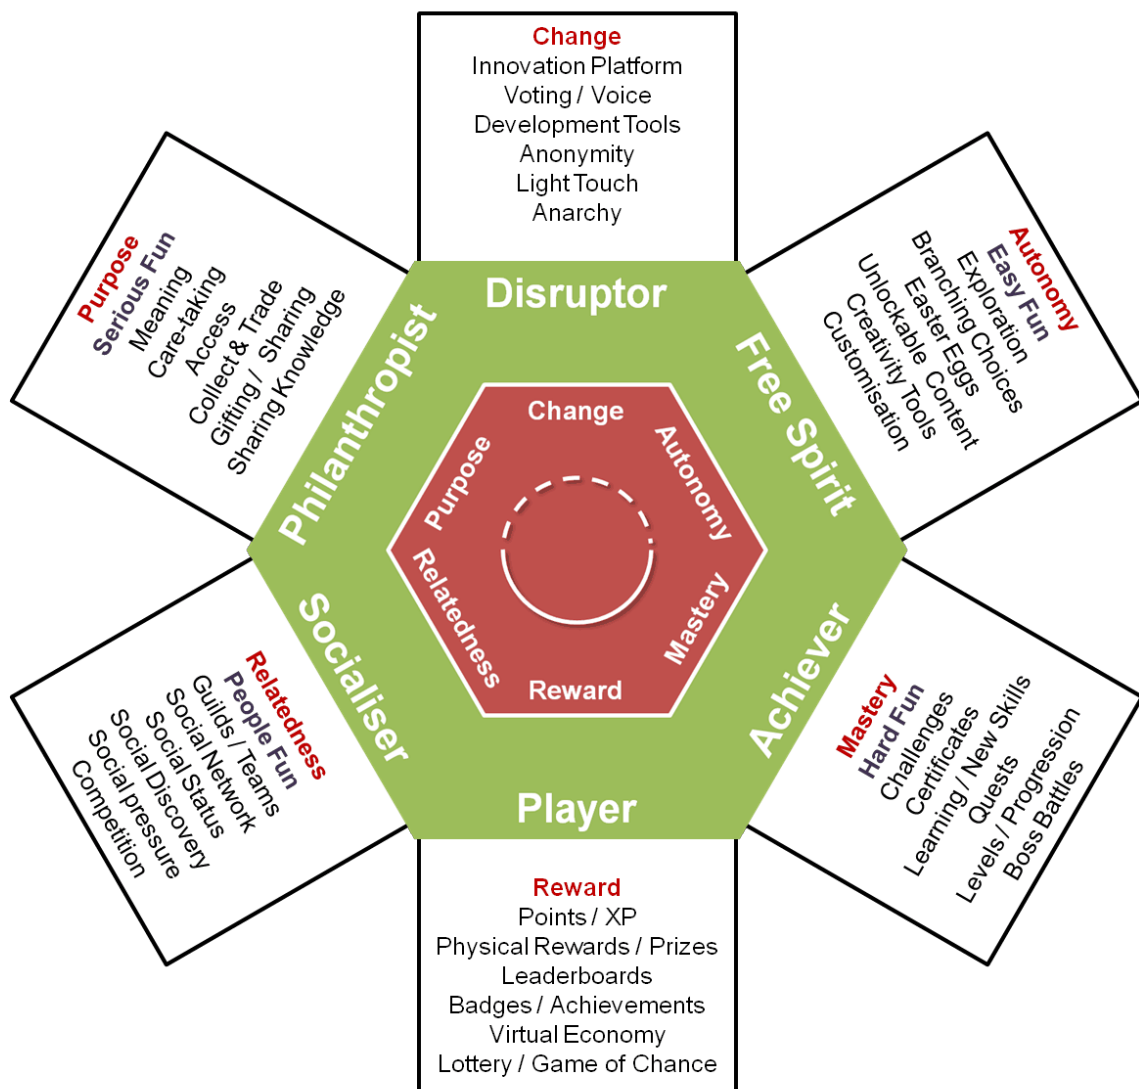 Change
Innovation Platform
Voting / Voice
Development Tools
Anonymity
Light Touch
Anarchy
Purpose
Serious Fun
Meaning
Care-taking
Access
Collect & Trade
Gifting / Sharing
Sharing Knowledge
Autonomy
Easy Fun
Exploration
Branching Choices
Easter Eggs
Unlockable Content
Creativity Tools
Customisation
Disruptor
Philanthropist
Free Spirit
Change
Purpose
Autonomy
Relatedness
Mastery
Reward
Socialiser
Achiever
Player
Relatedness
People Fun
Guilds / Teams
Social Network
Social Status
Social Discovery
Social pressure
Competition
Mastery
Hard Fun
Challenges
Certificates
Learning / New Skills
Quests
Levels / Progression
Boss Battles
Reward
Points / XP
Physical Rewards / Prizes
Leaderboards
Badges / Achievements
Virtual Economy
Lottery / Game of Chance